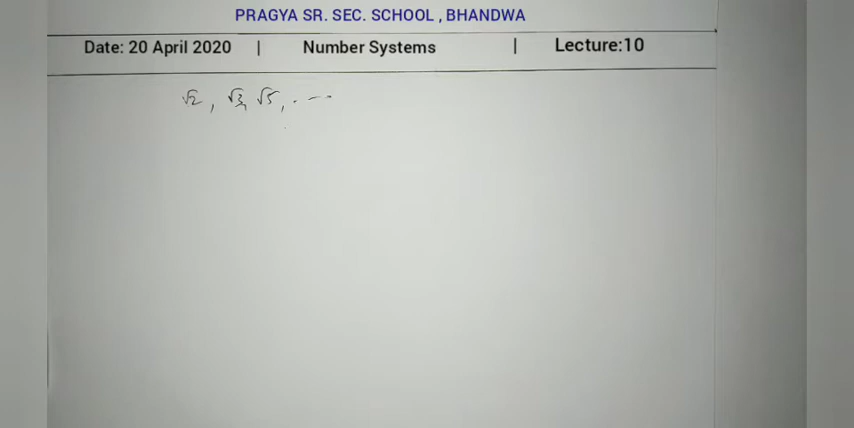 PRAGYA SR. SEC. SCHOOL , BHANDWA
Date: 20 April 2020 | Number Systems | Lecture:10
√2, √3, √5, . ---